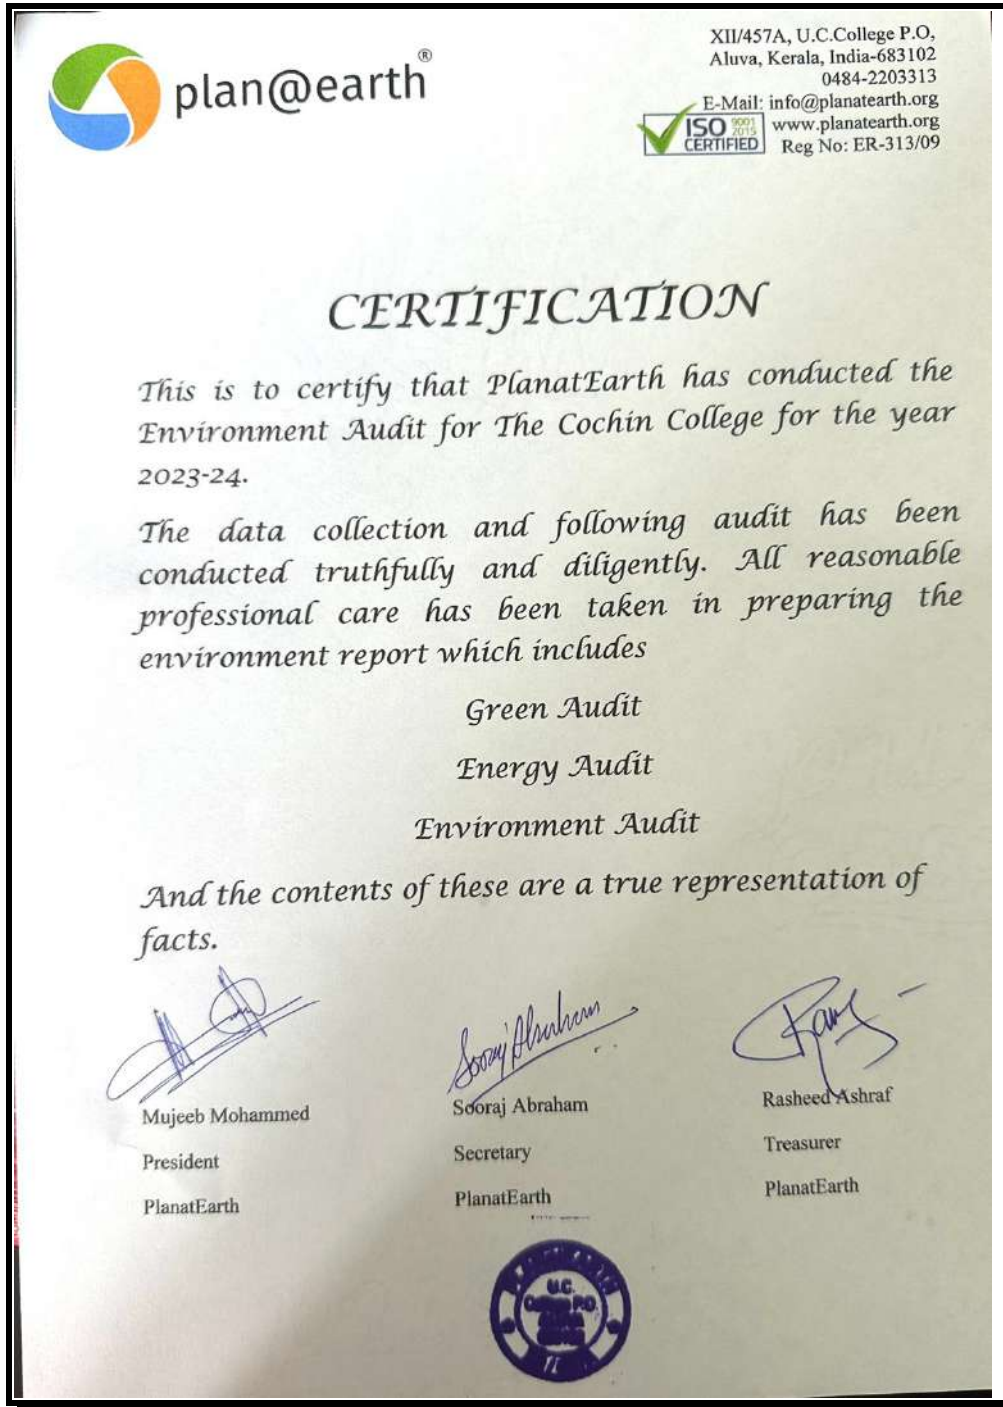 plan@earth®
XII/457A, U.C.College P.O,
Aluva, Kerala, India-683102
0484-2203313
E-Mail: info@planatearth.org
www.planatearth.org
Reg No: ER-313/09
ISO 9001
2015
CERTIFIED
CERTIFICATION
This is to certify that PlanatEarth has conducted the
Environment Audit for The Cochin College for the year
2023-24.
The data collection and following audit has been
conducted truthfully and diligently. All reasonable
professional care has been taken in preparing the
environment report which includes
Green Audit
Energy Audit
Environment Audit
And the contents of these are a true representation of
facts.
Sooraj Abraham
Mujeeb Mohammed
President
PlanatEarth
Sooraj Abraham
Secretary
PlanatEarth
Rasheed Ashraf
Treasurer
PlanatEarth
U.C.